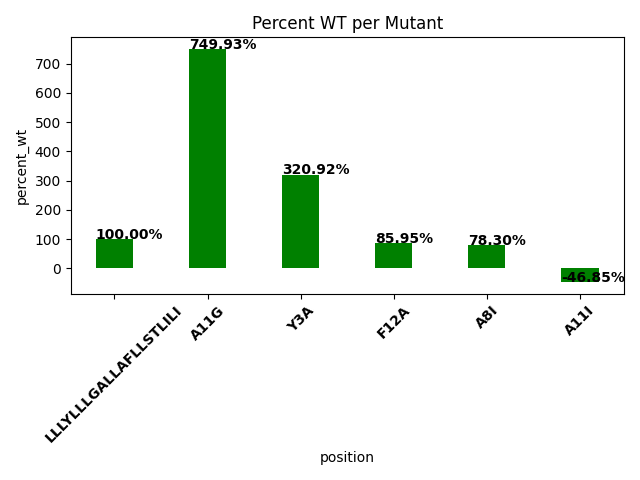 Percent WT per Mutant
percent_wt
700
600
500
400
300
200
100
0
100.00%
749.93%
320.92%
85.95%
78.30%
-46.85%
LLLYLLLGALLAFLLSTLILI
A11G
Y3A
F12A
A8I
A11I
position